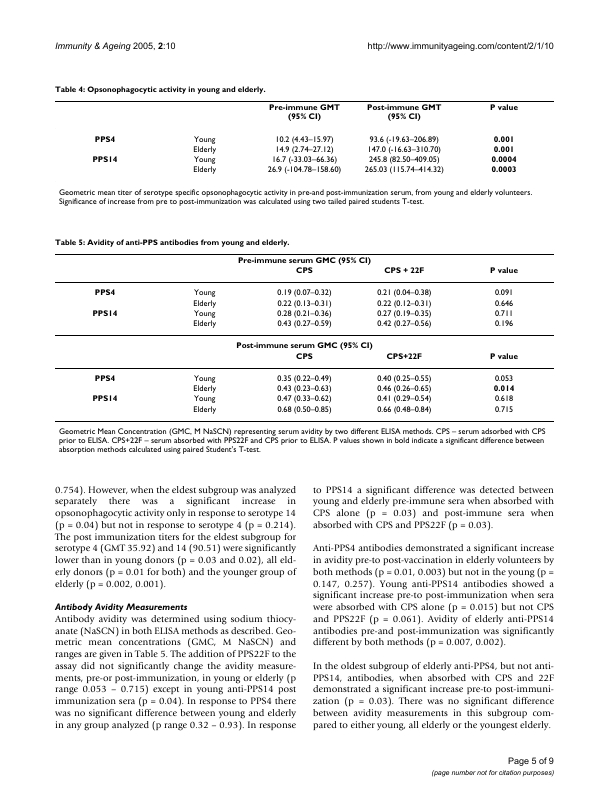 Immunity & Ageing 2005, 2:10
http://www.immunityageing.com/content/2/1/10
Table 4: Opsonophagocytic activity in young and elderly.
Pre-immune GMT (95% CI) Post-immune GMT (95% CI) P value
PPS4 Young 10.2 (4.43–15.97) 93.6 (-19.63–206.89) 0.001
Elderly 14.9 (2.74–27.12) 147.0 (-16.63–310.70) 0.001
PPS14 Young 16.7 (-33.03–66.36) 245.8 (82.50–409.05) 0.0004
Elderly 26.9 (-104.78–158.60) 265.03 (115.74–414.32) 0.0003
Geometric mean titer of serotype specific opsonophagocytic activity in pre-and post-immunization serum, from young and elderly volunteers.
Significance of increase from pre to post-immunization was calculated using two tailed paired students T-test.
Table 5: Avidity of anti-PPS antibodies from young and elderly.
Pre-immune serum GMC (95% CI)
CPS CPS + 22F P value
PPS4 Young 0.19 (0.07–0.32) 0.21 (0.04–0.38) 0.091
Elderly 0.22 (0.13–0.31) 0.22 (0.12–0.31) 0.646
PPS14 Young 0.28 (0.21–0.36) 0.27 (0.19–0.35) 0.711
Elderly 0.43 (0.27–0.59) 0.42 (0.27–0.56) 0.196
Post-immune serum GMC (95% CI)
CPS CPS+22F P value
PPS4 Young 0.35 (0.22–0.49) 0.40 (0.25–0.55) 0.053
Elderly 0.43 (0.23–0.63) 0.46 (0.26–0.65) 0.014
PPS14 Young 0.47 (0.33–0.62) 0.41 (0.29–0.54) 0.618
Elderly 0.68 (0.50–0.85) 0.66 (0.48–0.84) 0.715
Geometric Mean Concentration (GMC, M NaSCN) representing serum avidity by two different ELISA methods. CPS – serum adsorbed with CPS
prior to ELISA. CPS+22F – serum absorbed with PPS22F and CPS prior to ELISA. P values shown in bold indicate a significant difference between
absorption methods calculated using paired Student's T-test.
0.754). However, when the eldest subgroup was analyzed
separately there was a significant increase in
opsonophagocytic activity only in response to serotype 14
(p = 0.04) but not in response to serotype 4 (p = 0.214).
The post immunization titers for the eldest subgroup for
serotype 4 (GMT 35.92) and 14 (90.51) were significantly
lower than in young donors (p = 0.03 and 0.02), all eld-
erly donors (p = 0.01 for both) and the younger group of
elderly (p = 0.002, 0.001).
Antibody Avidity Measurements
Antibody avidity was determined using sodium thiocy-
anate (NaSCN) in both ELISA methods as described. Geo-
metric mean concentrations (GMC, M NaSCN) and
ranges are given in Table 5. The addition of PPS22F to the
assay did not significantly change the avidity measure-
ments, pre-or post-immunization, in young or elderly (p
range 0.053 – 0.715) except in young anti-PPS14 post
immunization sera (p = 0.04). In response to PPS4 there
was no significant difference between young and elderly
in any group analyzed (p range 0.32 – 0.93). In response
to PPS14 a significant difference was detected between
young and elderly pre-immune sera when absorbed with
CPS alone (p = 0.03) and post-immune sera when
absorbed with CPS and PPS22F (p = 0.03).
Anti-PPS4 antibodies demonstrated a significant increase
in avidity pre-to post-vaccination in elderly volunteers by
both methods (p = 0.01, 0.003) but not in the young (p =
0.147, 0.257). Young anti-PPS14 antibodies showed a
significant increase pre-to post-immunization when sera
were absorbed with CPS alone (p = 0.015) but not CPS
and PPS22F (p = 0.061). Avidity of elderly anti-PPS14
antibodies pre-and post-immunization was significantly
different by both methods (p = 0.007, 0.002).
In the oldest subgroup of elderly anti-PPS4, but not anti-
PPS14, antibodies, when absorbed with CPS and 22F
demonstrated a significant increase pre-to post-immuni-
zation (p = 0.03). There was no significant difference
between avidity measurements in this subgroup com-
pared to either young, all elderly or the youngest elderly.
Page 5 of 9
(page number not for citation purposes)